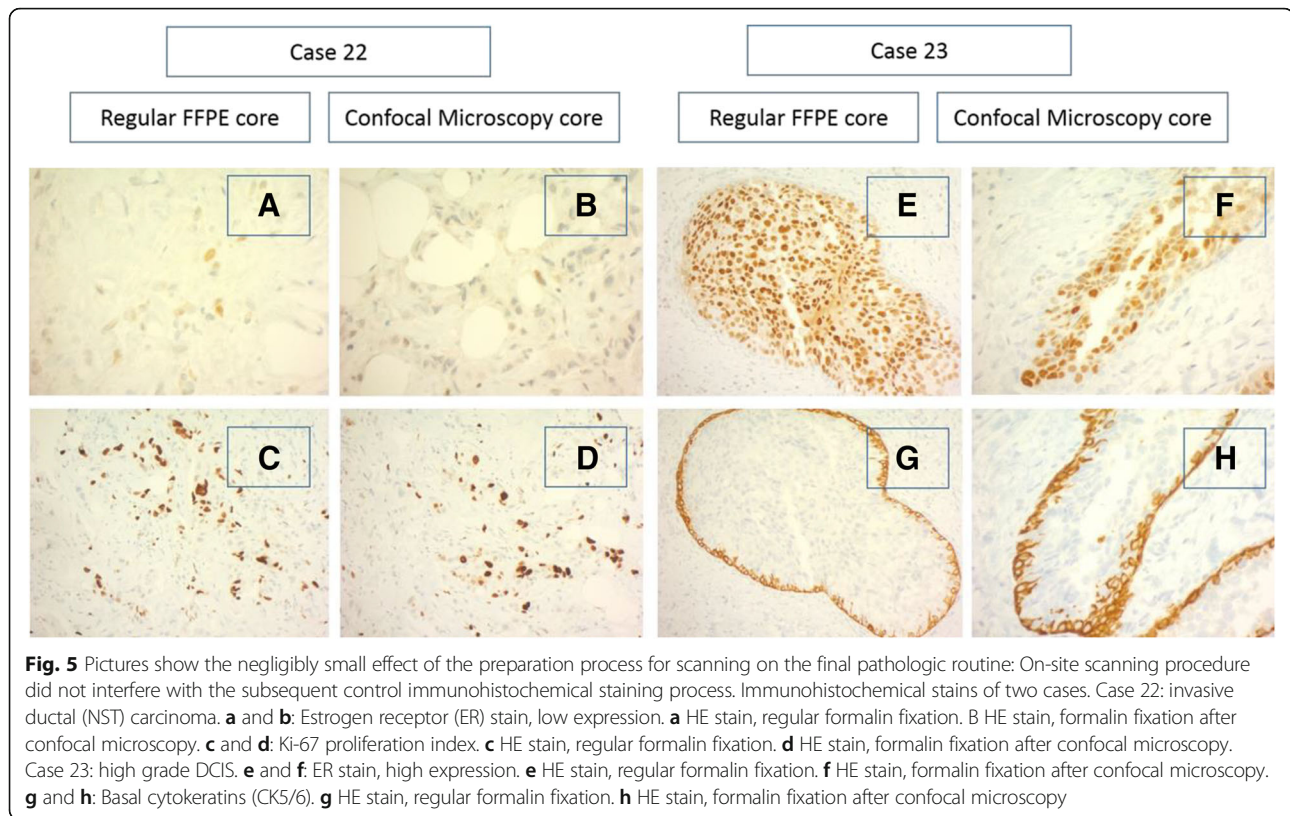 Case 22
Case 23
Regular FFPE core
Confocal Microscopy core
Regular FFPE core
Confocal Microscopy core
A
B
E
F
C
D
G
H
Fig. 5 Pictures show the negligibly small effect of the preparation process for scanning on the final pathologic routine: On-site scanning procedure
did not interfere with the subsequent control immunohistochemical staining process. Immunohistochemical stains of two cases. Case 22: invasive
ductal (NST) carcinoma. a and b: Estrogen receptor (ER) stain, low expression. a HE stain, regular formalin fixation. B HE stain, formalin fixation after
confocal microscopy. c and d: Ki-67 proliferation index. c HE stain, regular formalin fixation. d HE stain, formalin fixation after confocal microscopy.
Case 23: high grade DCIS. e and f: ER stain, high expression. e HE stain, regular formalin fixation. f HE stain, formalin fixation after confocal microscopy.
g and h: Basal cytokeratins (CK5/6). g HE stain, regular formalin fixation. h HE stain, formalin fixation after confocal microscopy